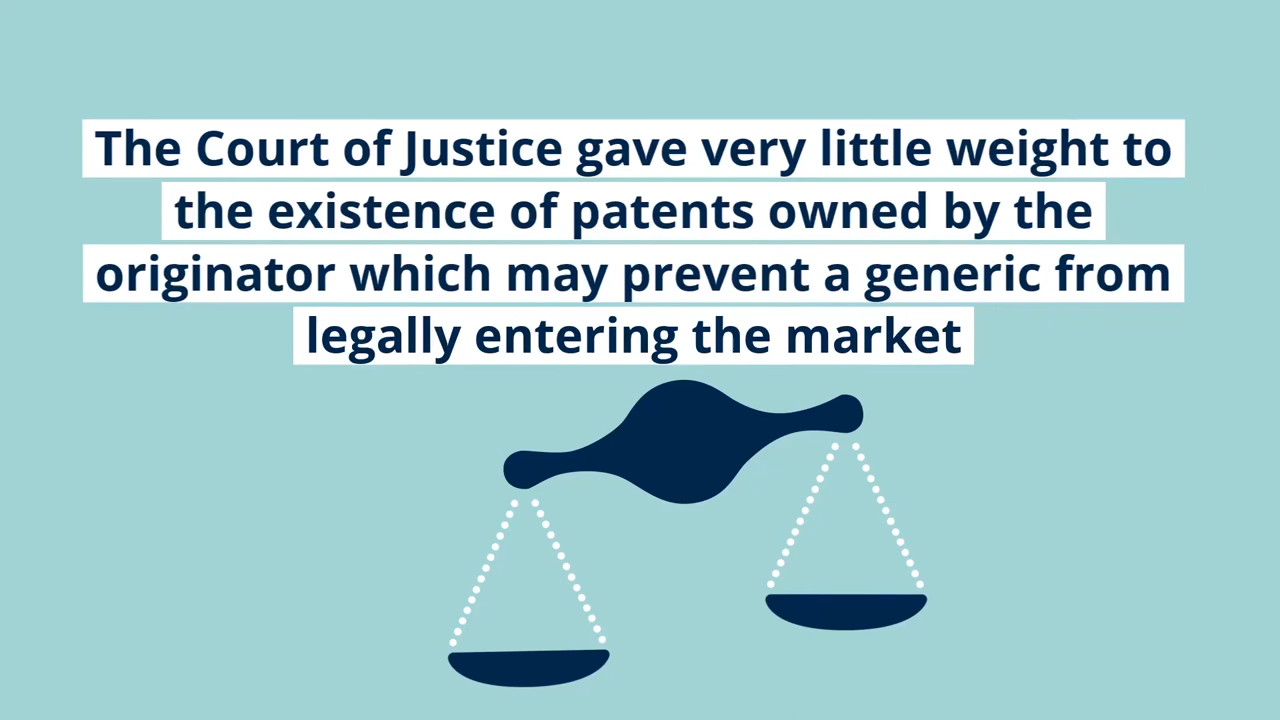 The Court of Justice gave very little weight to
the existence of patents owned by the
originator which may prevent a generic from
legally entering the market